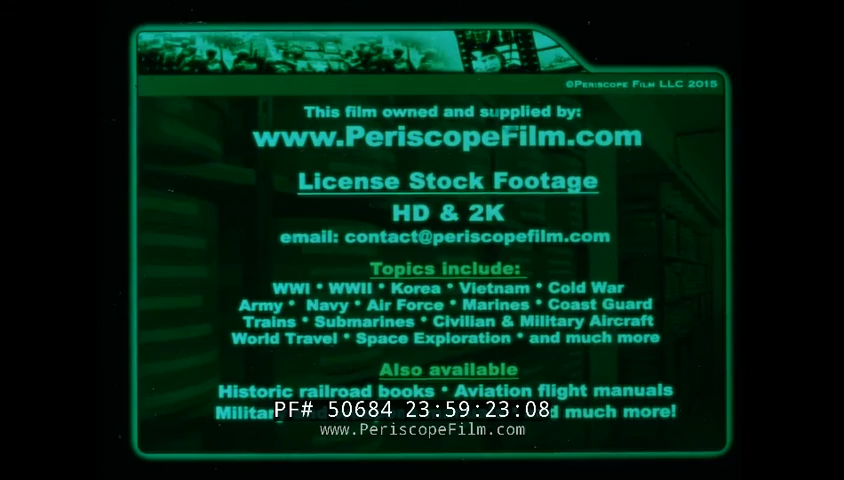 ©Periscope Film LLC 2015
This film owned and supplied by:
www.PeriscopeFilm.com
License Stock Footage
HD & 2K
email: contact@periscopefilm.com
Topics include:
WWI * WWII * Korea * Vietnam * Cold War
Army * Navy * Air Force * Marines * Coast Guard
Trains * Submarines * Civilian & Military Aircraft
World Travel * Space Exploration * and much more
Also available
Historic railroad books * Aviation flight manuals
much more!
PF# 50684 23:59:23:08
www.PeriscopeFilm.com